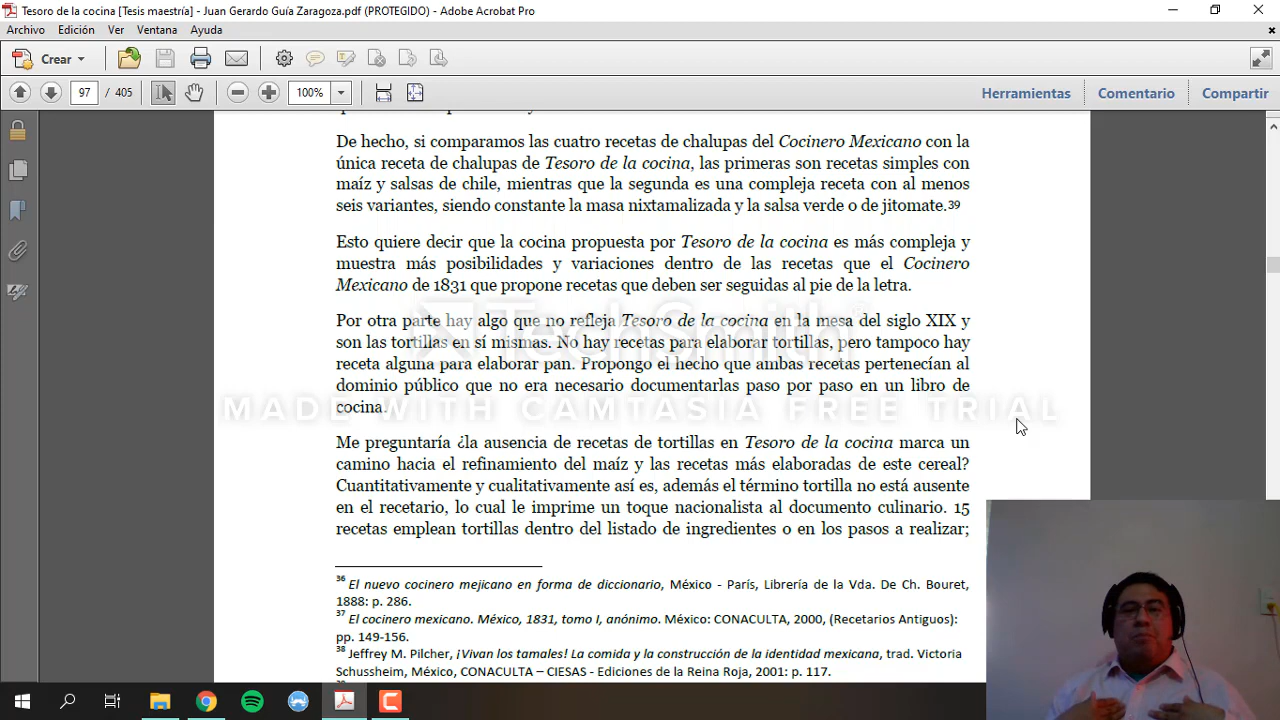 Tesoro de la cocina [Tesis maestría] - Juan Gerardo Guía Zaragoza.pdf (PROTEGIDO) - Adobe Acrobat Pro
Archivo Edición Ver Ventana Ayuda
Crear
97 / 405 100% Herramientas Comentario Compartir
De hecho, si comparamos las cuatro recetas de chalupas del Cocinero Mexicano con la
única receta de chalupas de Tesoro de la cocina, las primeras son recetas simples con
maíz y salsas de chile, mientras que la segunda es una compleja receta con al menos
seis variantes, siendo constante la masa nixtamalizada y la salsa verde o de jitomate.39
Esto quiere decir que la cocina propuesta por Tesoro de la cocina es más compleja y
muestra más posibilidades y variaciones dentro de las recetas que el Cocinero
Mexicano de 1831 que propone recetas que deben ser seguidas al pie de la letra.
Por otra parte hay algo que no refleja Tesoro de la cocina en la mesa del siglo XIX y
son las tortillas en sí mismas. No hay recetas para elaborar tortillas, pero tampoco hay
receta alguna para elaborar pan. Propongo el hecho que ambas recetas pertenecían al
dominio público que no era necesario documentarlas paso por paso en un libro de
cocina.
TechSmith
MADE WITH CAMTASIA FREE TRIAL
Me preguntaría ¿la ausencia de recetas de tortillas en Tesoro de la cocina marca un
camino hacia el refinamiento del maíz y las recetas más elaboradas de este cereal?
Cuantitativamente y cualitativamente así es, además el término tortilla no está ausente
en el recetario, lo cual le imprime un toque nacionalista al documento culinario. 15
recetas emplean tortillas dentro del listado de ingredientes o en los pasos a realizar;
36 El nuevo cocinero mejicano en forma de diccionario, México - París, Librería de la Vda. De Ch. Bouret,
1888: p. 286.
37 El cocinero mexicano. México, 1831, tomo I, anónimo. México: CONACULTA, 2000, (Recetarios Antiguos):
pp. 149-156.
38 Jeffrey M. Pilcher, ¡Vivan los tamales! La comida y la construcción de la identidad mexicana, trad. Victoria
Schussheim, México, CONACULTA – CIESAS - Ediciones de la Reina Roja, 2001: p. 117.